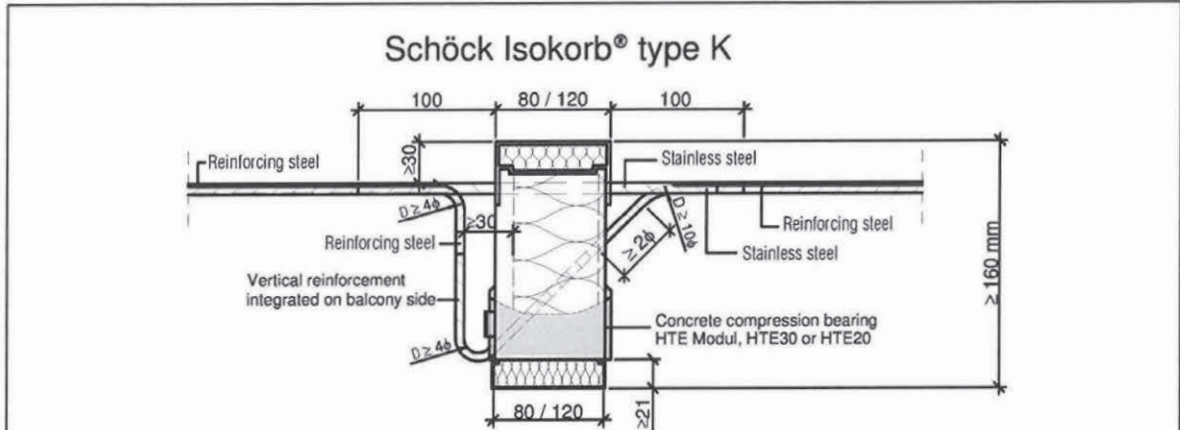 Schöck Isokorb® type K
100
80 / 120
100
Reinforcing steel
≥30
Stainless steel
D ≥ 4ϕ
≥30
D ≥ 10ϕ
Reinforcing steel
Reinforcing steel
≥ 2ϕ
Stainless steel
≥ 160 mm
Vertical reinforcement
integrated on balcony side
Concrete compression bearing
HTE Modul, HTE30 or HTE20
D ≥ 4ϕ
80 / 120
≥21